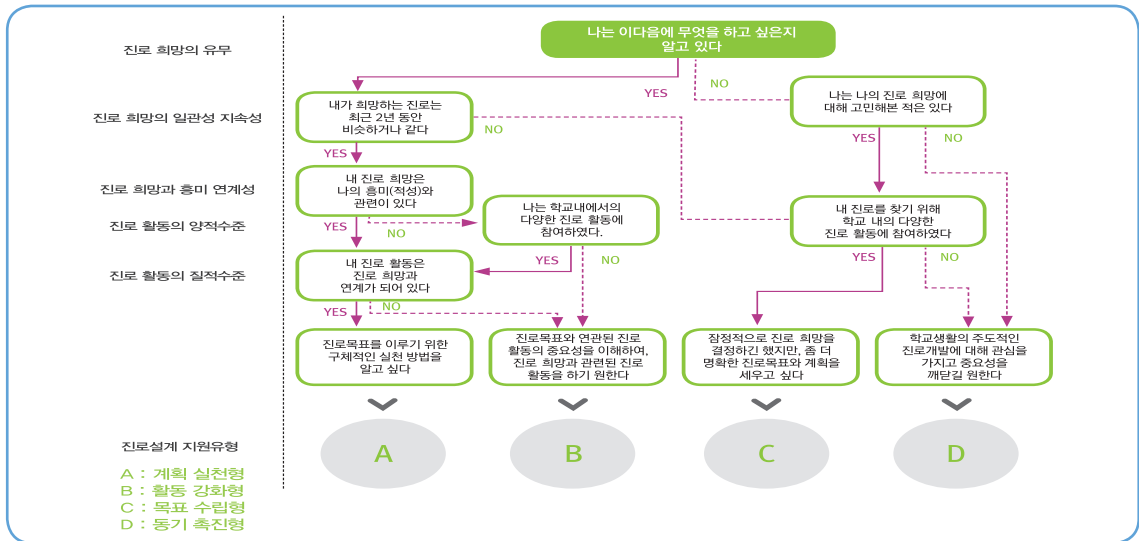 진로 희망의 유무
나는 이다음에 무엇을 하고 싶은지
알고 있다
YES
NO
진로 희망의 일관성 지속성
내가 희망하는 진로는
최근 2년 동안
비슷하거나 같다
NO
나는 나의 진로 희망에
대해 고민해본 적은 있다
YES
YES
NO
진로 희망과 흥미 연계성
내 진로 희망은
나의 흥미(적성)와
관련이 있다
진로 활동의 양적수준
YES
NO
나는 학교내에서의
다양한 진로 활동에
참여하였다.
내 진로를 찾기 위해
학교 내의 다양한
진로 활동에 참여하였다
진로 활동의 질적수준
내 진로 활동은
진로 희망과
연계가 되어 있다
YES
NO
YES
NO
YES
NO
진로목표를 이루기 위한
구체적인 실천 방법을
알고 싶다
진로목표와 연관된 진로
활동의 중요성을 이해하여,
진로 희망과 관련된 진로
활동을 하기 원한다
잠정적으로 진로 희망을
결정하긴 했지만, 좀 더
명확한 진로목표와 계획을
세우고 싶다
학교생활의 주도적인
진로개발에 대해 관심을
가지고 중요성을
깨닫길 원한다
진로설계 지원유형
A
B
C
D
A : 계획 실천형
B : 활동 강화형
C : 목표 수립형
D : 동기 촉진형